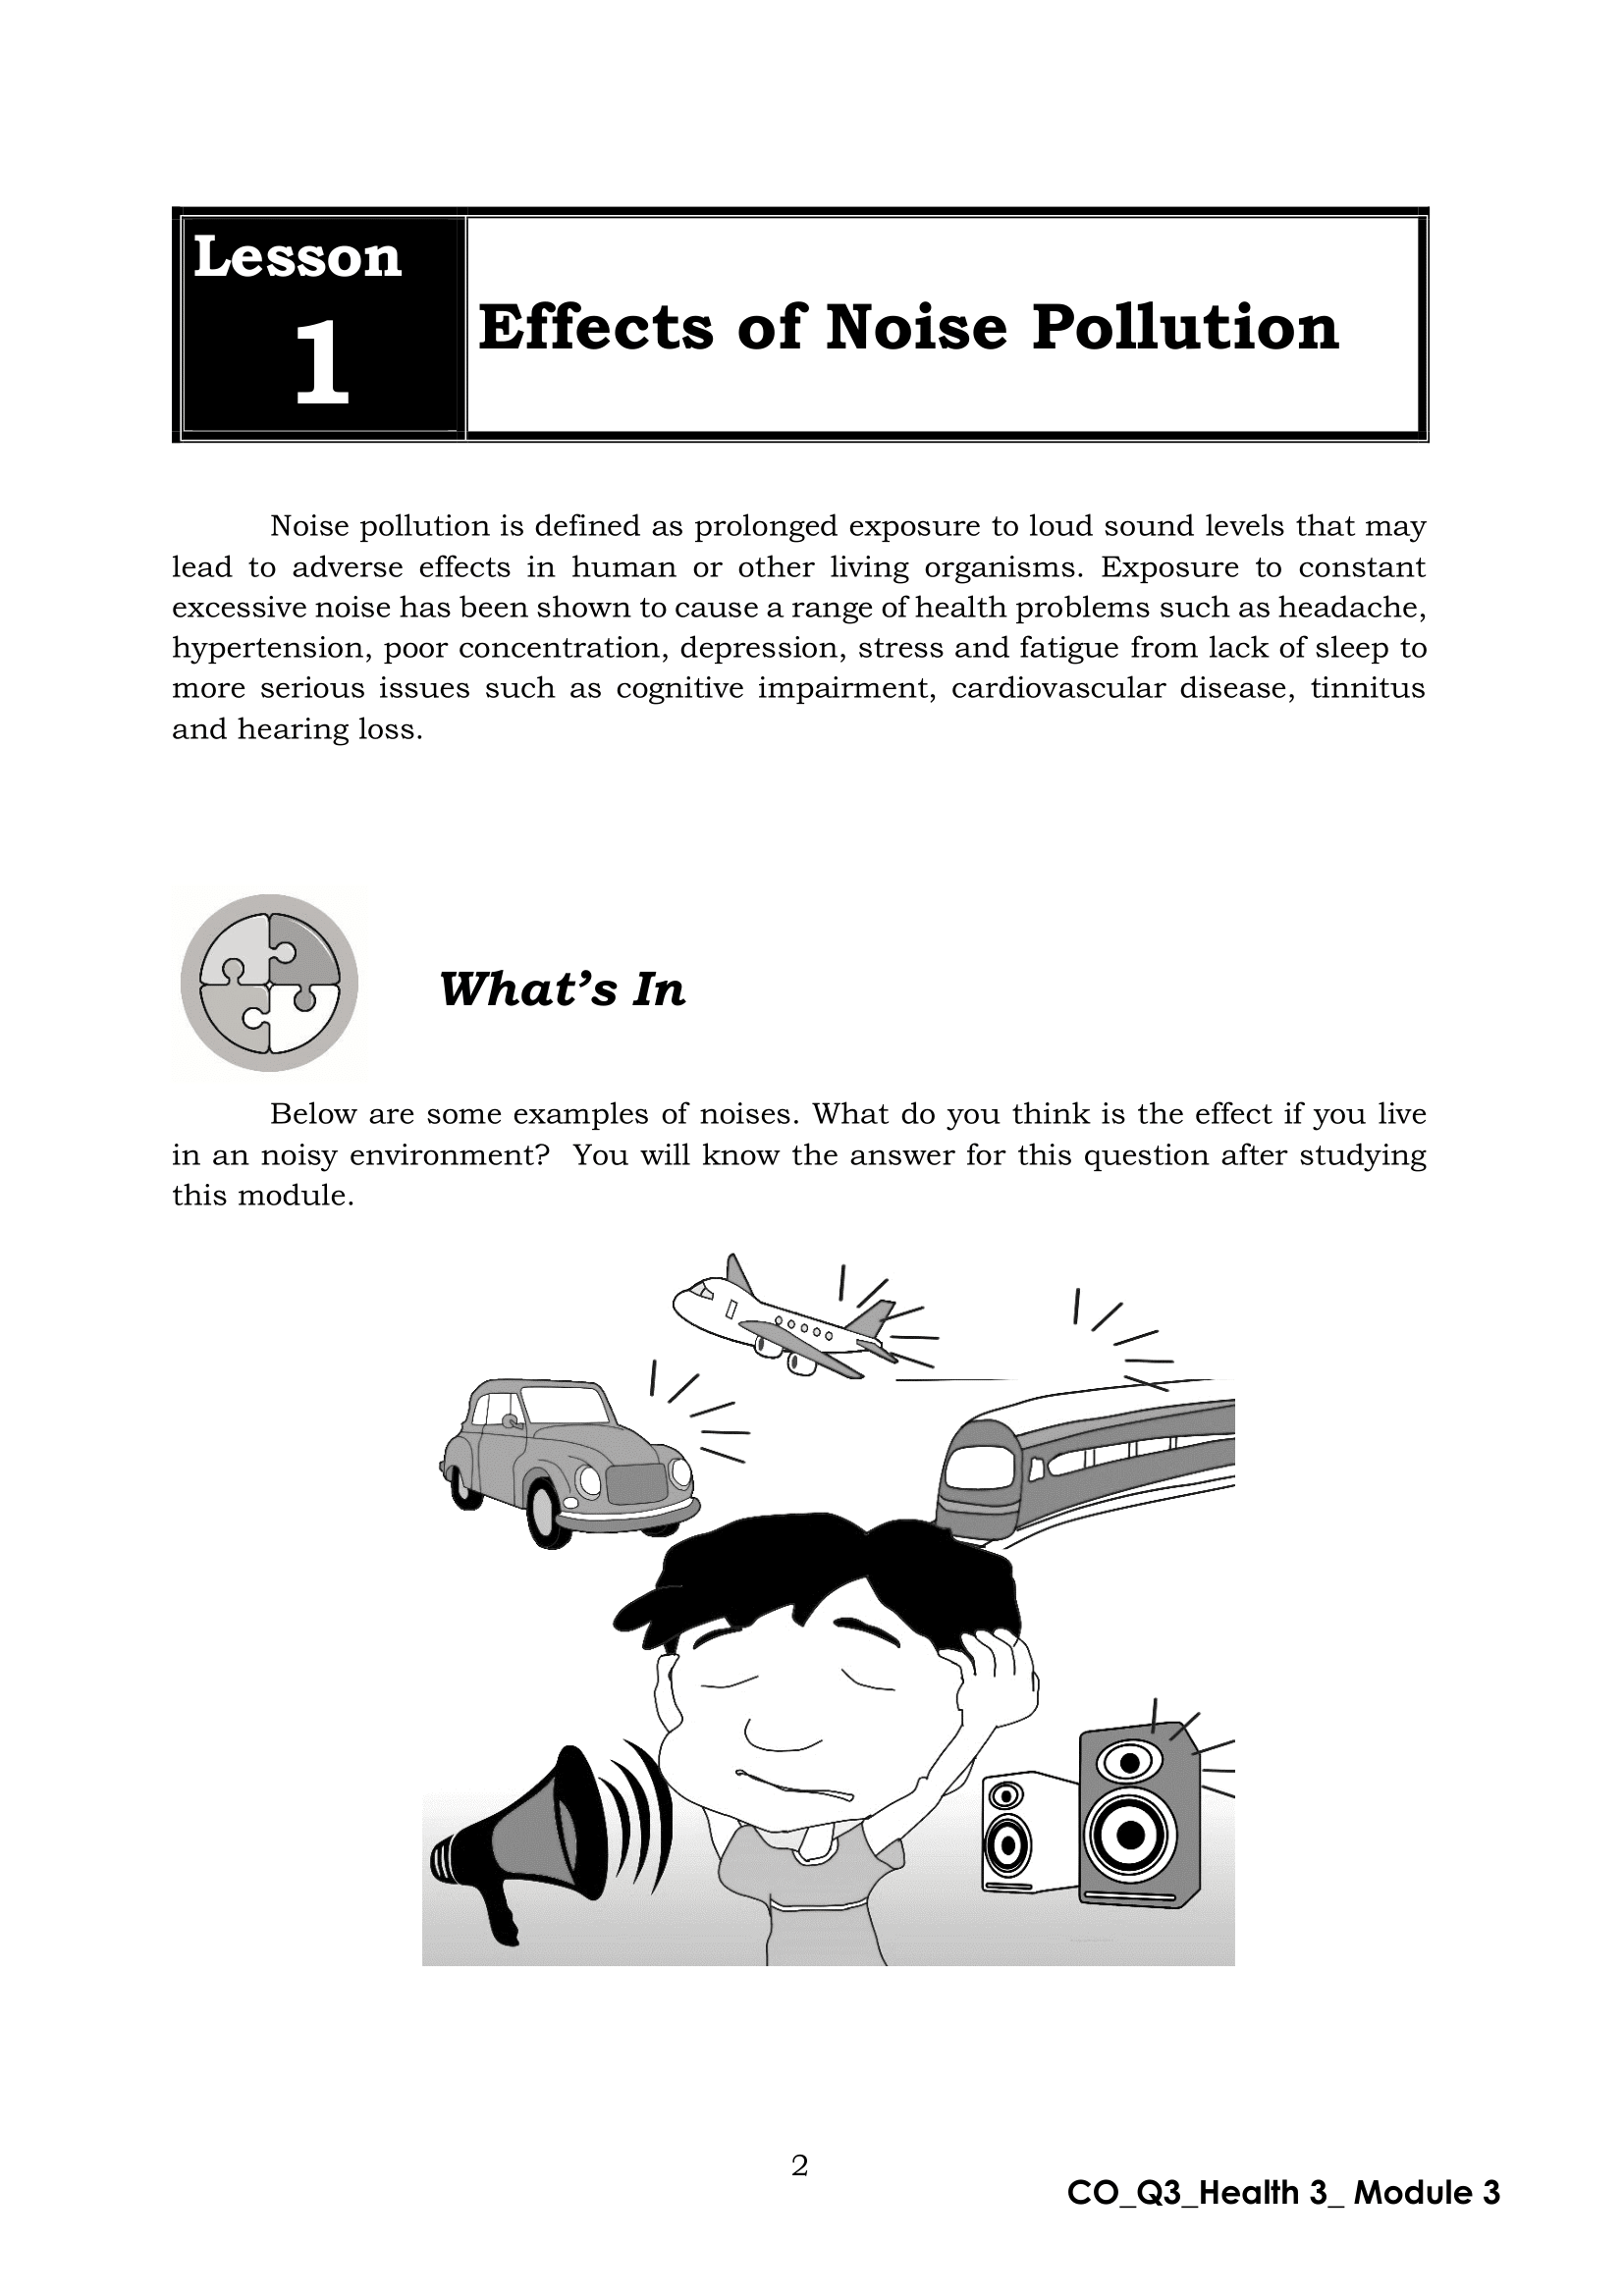 Lesson
1
Effects of Noise Pollution
Noise pollution is defined as prolonged exposure to loud sound levels that may
lead to adverse effects in human or other living organisms. Exposure to constant
excessive noise has been shown to cause a range of health problems such as headache,
hypertension, poor concentration, depression, stress and fatigue from lack of sleep to
more serious issues such as cognitive impairment, cardiovascular disease, tinnitus
and hearing loss.
What’s In
Below are some examples of noises. What do you think is the effect if you live
in an noisy environment?  You will know the answer for this question after studying
this module.
2
CO_Q3_Health 3_ Module 3